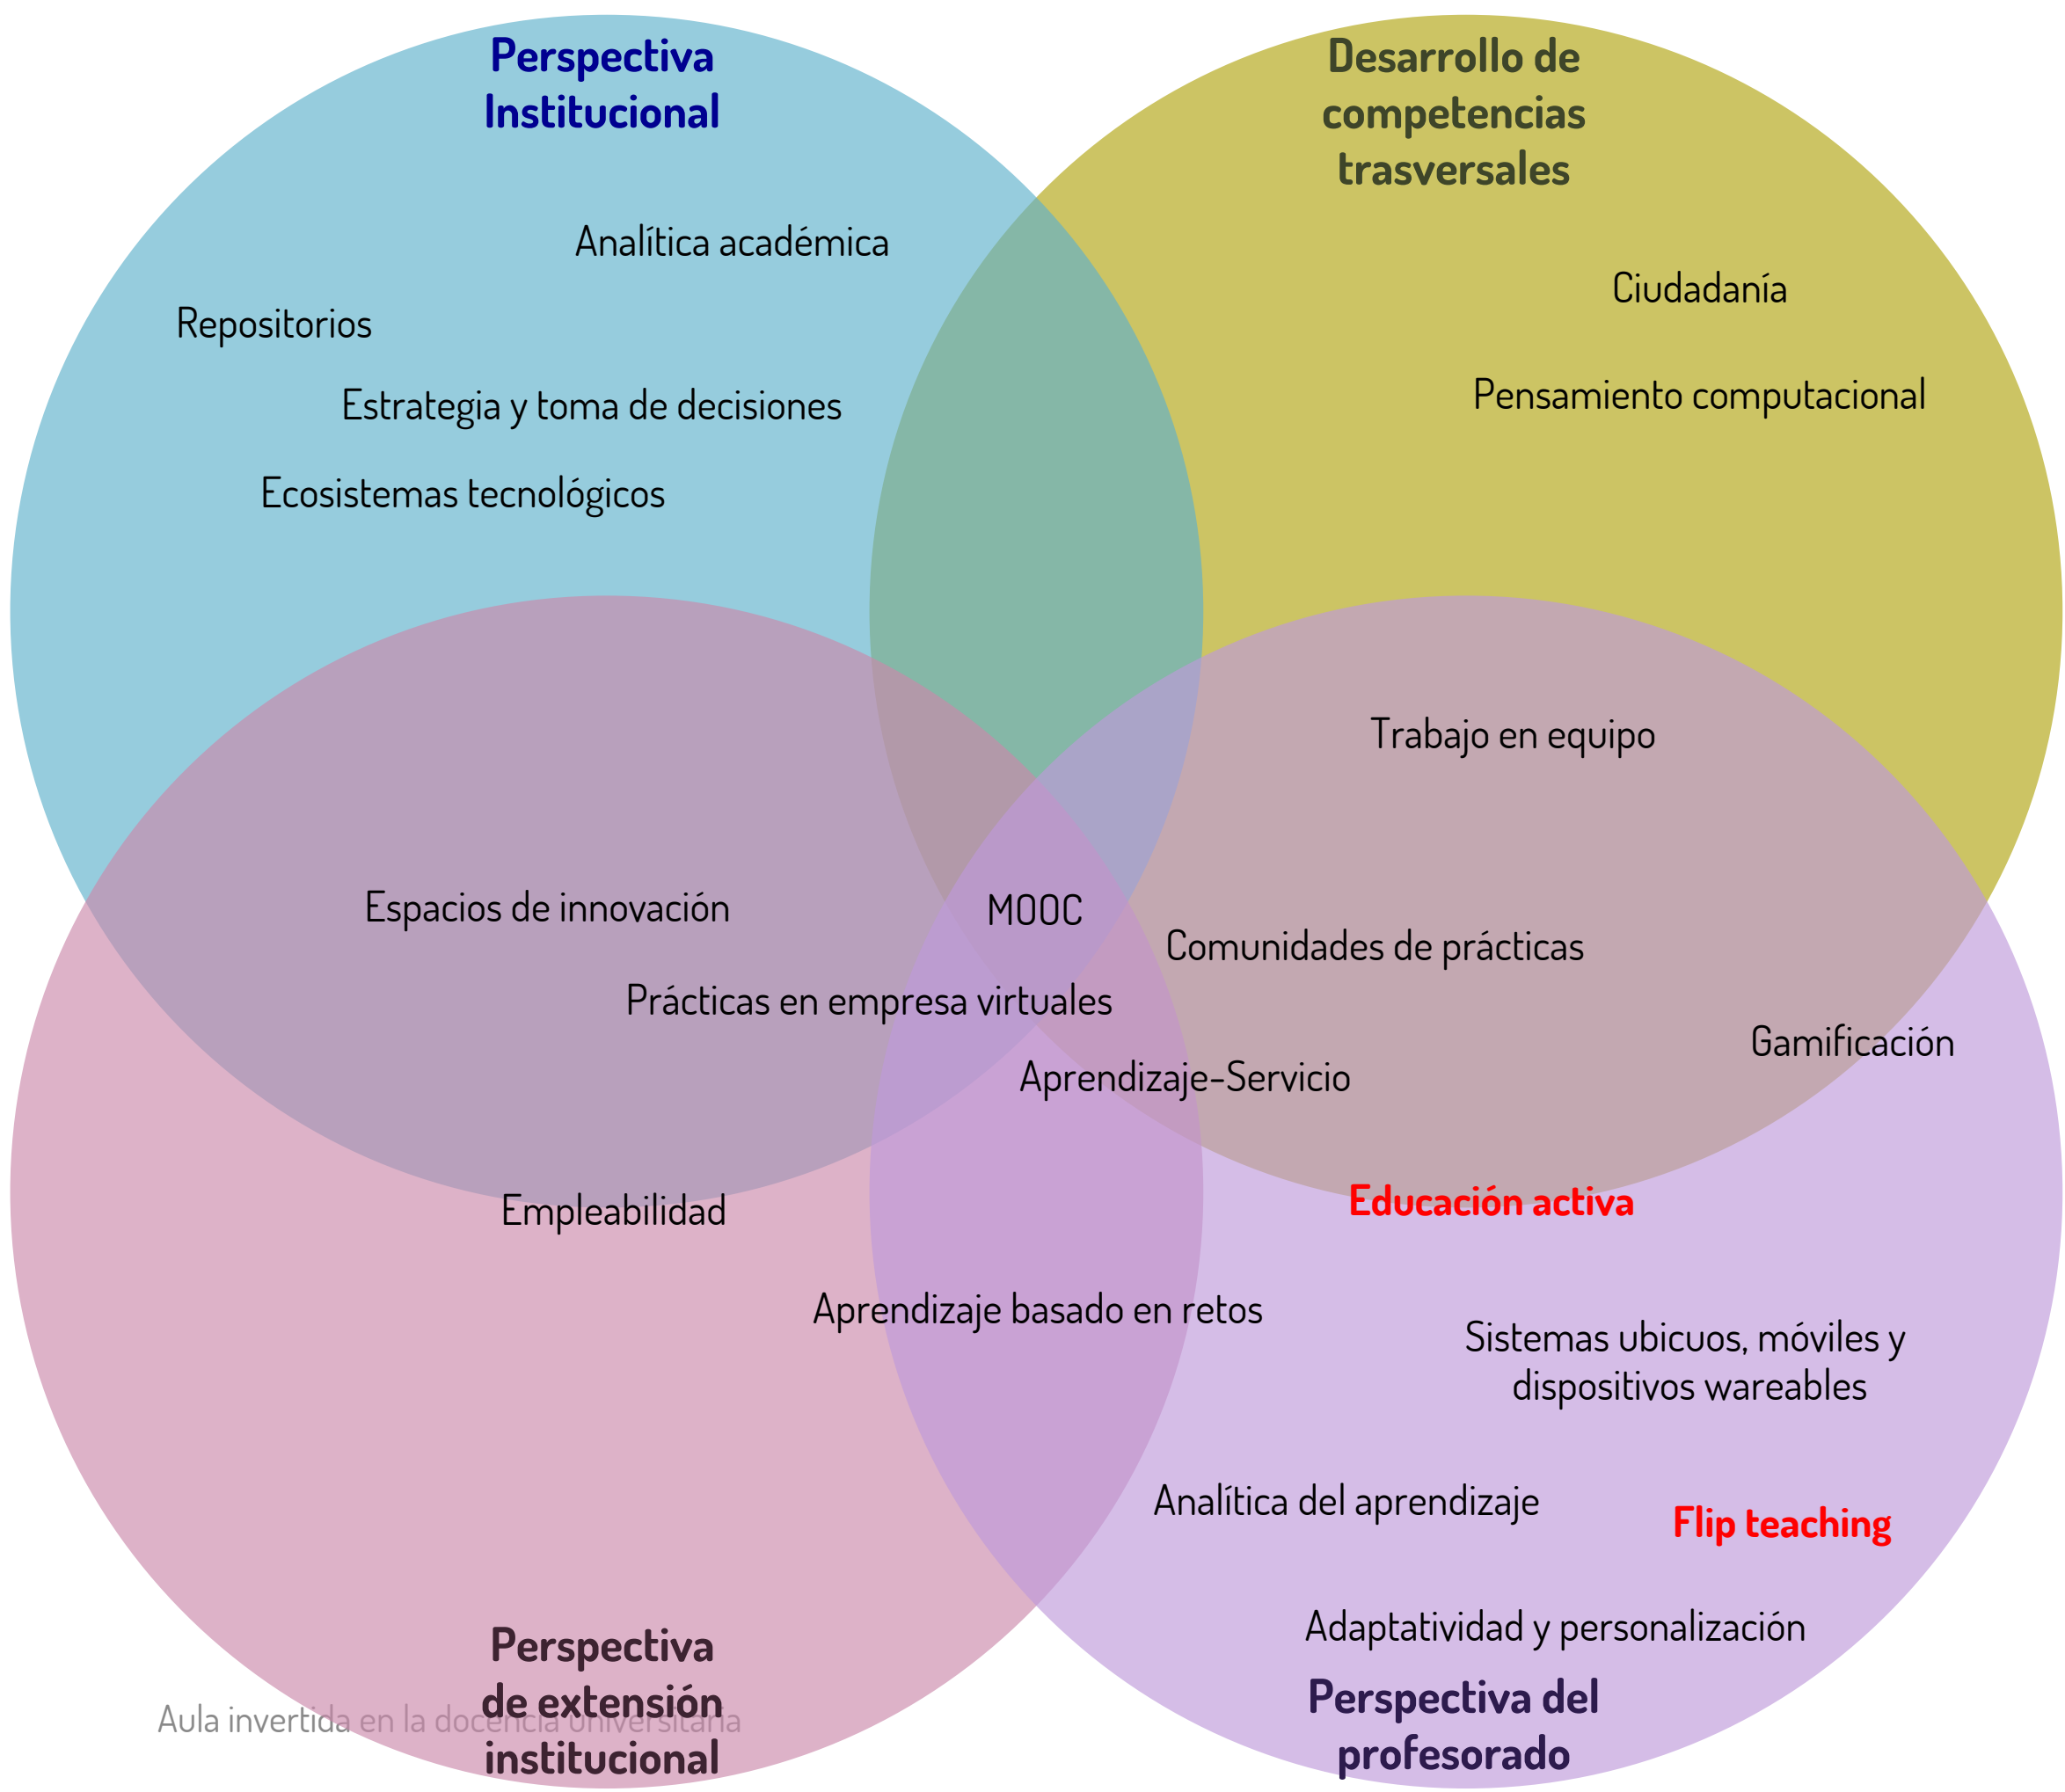 Perspectiva
Institucional
Desarrollo de
competencias
trasversales
Analítica académica
Ciudadanía
Repositorios
Pensamiento computacional
Estrategia y toma de decisiones
Ecosistemas tecnológicos
Trabajo en equipo
Espacios de innovación
MOOC
Comunidades de prácticas
Prácticas en empresa virtuales
Gamificación
Aprendizaje-Servicio
Educación activa
Empleabilidad
Aprendizaje basado en retos
Sistemas ubicuos, móviles y
dispositivos wareables
Analítica del aprendizaje
Flip teaching
Adaptatividad y personalización
Perspectiva
de extensión
institucional
Perspectiva del
profesorado
Aula invertida en la docencia universitaria